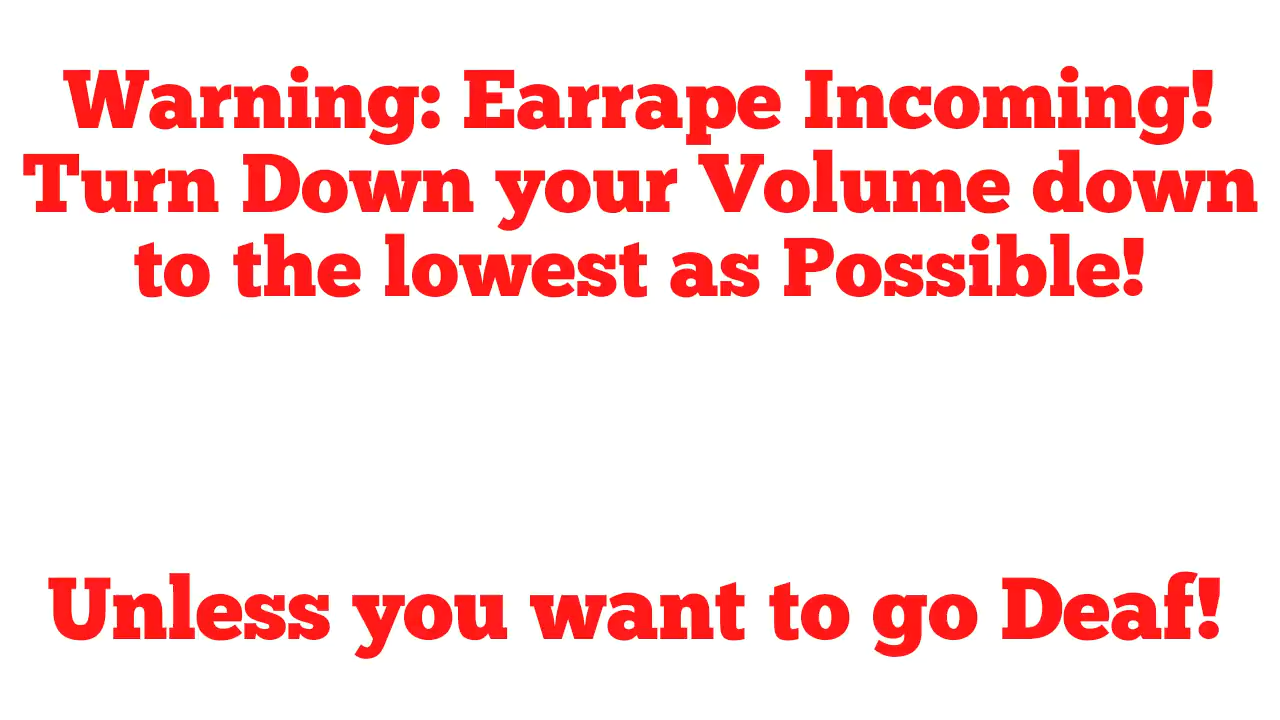 Warning: Earrape Incoming!
Turn Down your Volume down
to the lowest as Possible!
Unless you want to go Deaf!